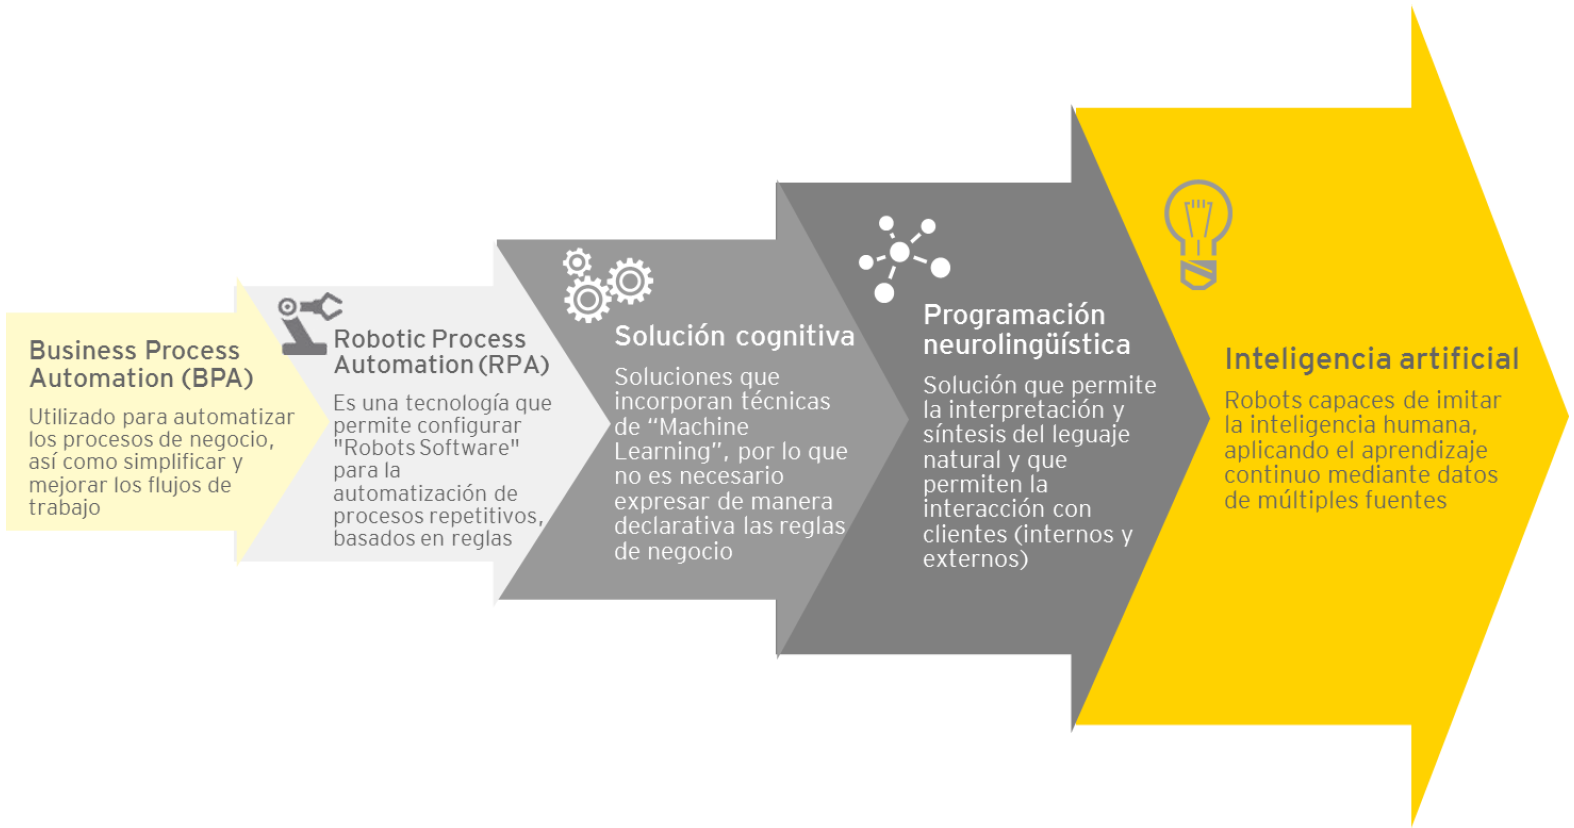 Business Process
Automation (BPA)
Utilizado para automatizar
los procesos de negocio,
así como simplificar y
mejorar los flujos de
trabajo
Robotic Process
Automation (RPA)
Es una tecnología que
permite configurar
"Robots Software"
para la
automatización de
procesos repetitivos,
basados en reglas
Solución cognitiva
Soluciones que
incorporan técnicas
de “Machine
Learning”, por lo que
no es necesario
expresar de manera
declarativa las reglas
de negocio
Programación
neurolingüística
Solución que permite
la interpretación y
síntesis del leguaje
natural y que
permiten la
interacción con
clientes (internos y
externos)
Inteligencia artificial
Robots capaces de imitar
la inteligencia humana,
aplicando el aprendizaje
continuo mediante datos
de múltiples fuentes